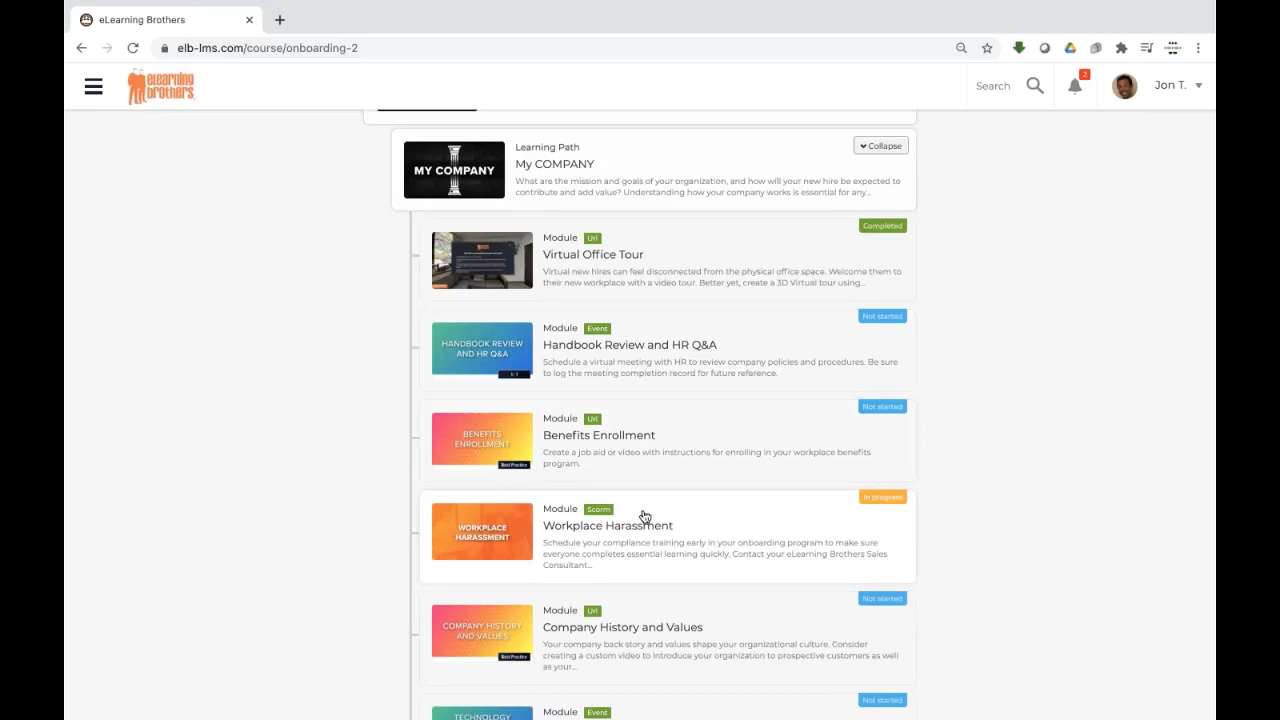 eLearning Brothers
elb-lms.com/course/onboarding-2
eLearning
brothers
Search
2
Jon T.
MY COMPANY
Learning Path
Collapse
My COMPANY
What are the mission and goals of your organization, and how will your new hire be expected to
contribute and add value? Understanding how your company works is essential for any...
Completed
Module Url
Virtual Office Tour
Virtual new hires can feel disconnected from the physical office space. Welcome them to
their new workplace with a video tour. Better yet, create a 3D Virtual tour using...
Not started
HANDBOOK REVIEW
AND HR Q&A
Module Event
Handbook Review and HR Q&A
Schedule a virtual meeting with HR to review company policies and procedures. Be sure
to log the meeting completion record for future reference.
Not started
BENEFITS
ENROLLMENT
Best Practice
Module Url
Benefits Enrollment
Create a job aid or video with instructions for enrolling in your workplace benefits
program.
In progress
WORKPLACE
HARASSMENT
Module Scorm
Workplace Harassment
Schedule your compliance training early in your onboarding program to make sure
everyone completes essential learning quickly. Contact your eLearning Brothers Sales
Consultant...
Not started
COMPANY HISTORY
AND VALUES
Best Practice
Module Url
Company History and Values
Your company back story and values shape your organizational culture. Consider
creating a custom video to introduce your organization to prospective customers as well
as your...
Not started
TECHNOLOGY
Module Event